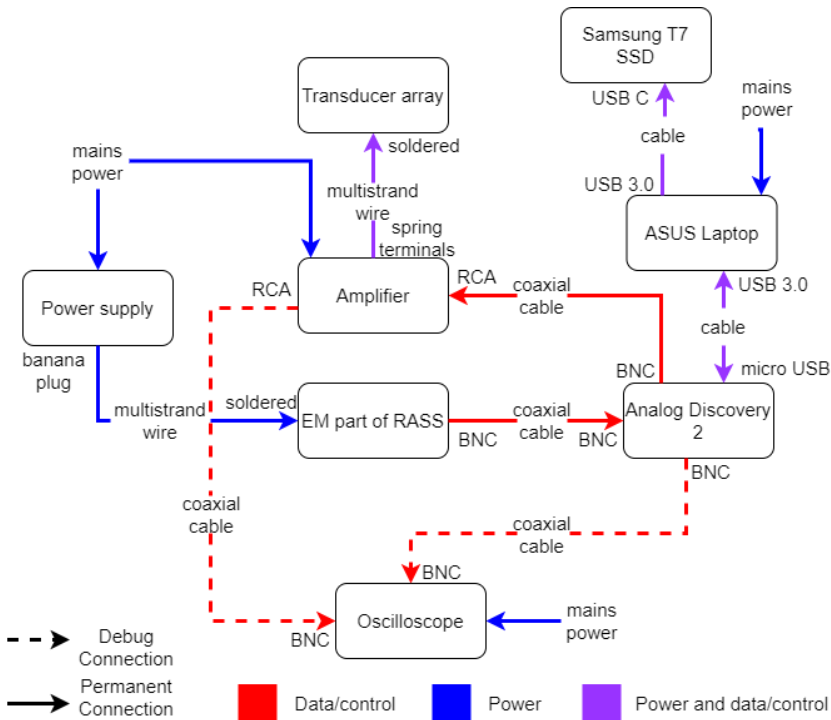 Samsung T7
SSD
USB C
mains
power
cable
USB 3.0
Transducer array
soldered
multistrand
wire
spring
terminals
mains
power
ASUS Laptop
USB 3.0
cable
micro USB
Power supply
banana
plug
RCA
Amplifier
RCA
coaxial
cable
BNC
multistrand
wire
soldered
EM part of RASS
BNC
coaxial
cable
BNC
Analog Discovery
2
BNC
coaxial
cable
coaxial
cable
BNC
BNC
Oscilloscope
mains
power
Debug
Connection
Permanent
Connection
Data/control
Power
Power and data/control